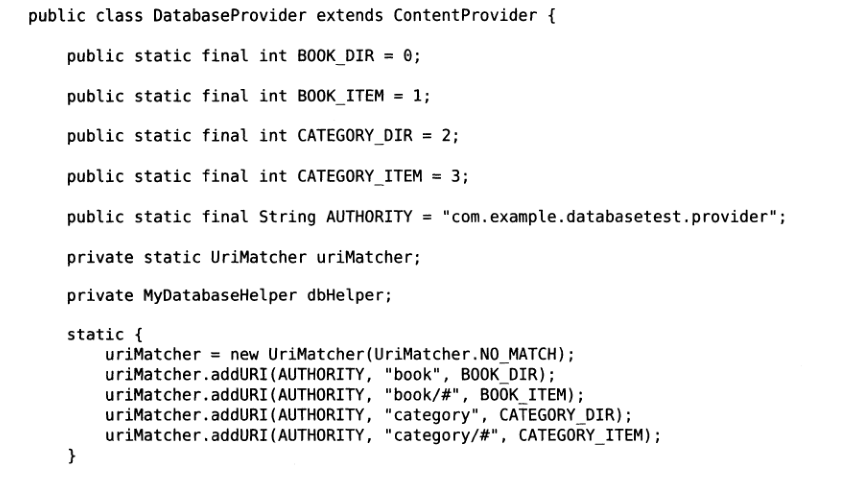 public class DatabaseProvider extends ContentProvider {
public static final int BOOK_DIR = 0;
public static final int BOOK_ITEM = 1;
public static final int CATEGORY_DIR = 2;
public static final int CATEGORY_ITEM = 3;
public static final String AUTHORITY = "com.example.databasetest.provider";
private static UriMatcher uriMatcher;
private MyDatabaseHelper dbHelper;
static {
uriMatcher = new UriMatcher(UriMatcher.NO_MATCH);
uriMatcher.addURI(AUTHORITY, "book", BOOK_DIR);
uriMatcher.addURI(AUTHORITY, "book/#", BOOK_ITEM);
uriMatcher.addURI(AUTHORITY, "category", CATEGORY_DIR);
uriMatcher.addURI(AUTHORITY, "category/#", CATEGORY_ITEM);
}